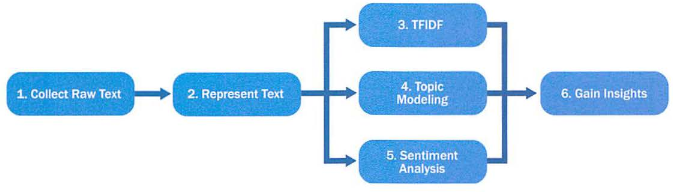 1. Collect Raw Text
2. Represent Text
3. TFIDF
4. Topic
Modeling
5. Sentiment
Analysis
6. Gain Insights